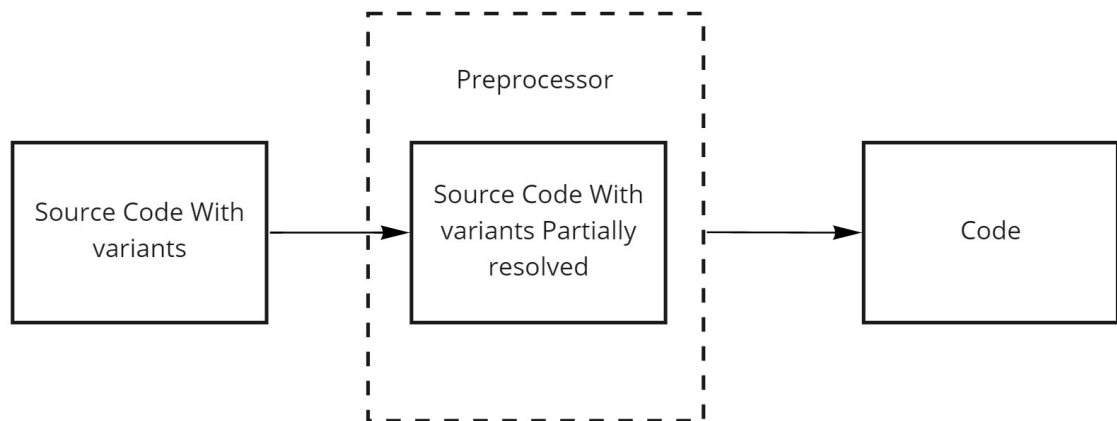 Preprocessor
Source Code With
variants
Source Code With
variants Partially
resolved
Code